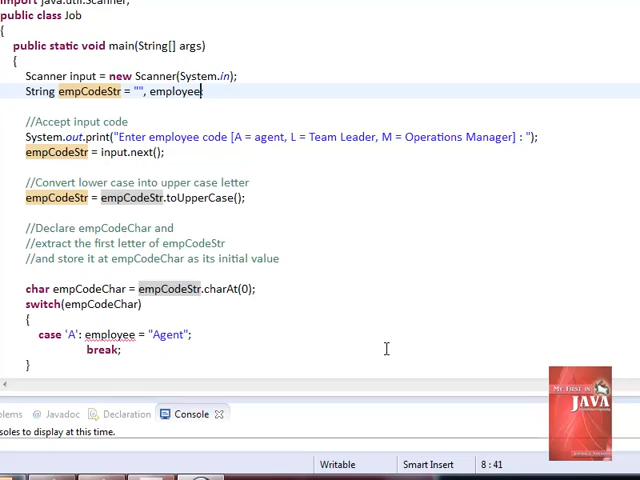 import java.util.Scanner;
public class Job
{
public static void main(String[] args)
{
Scanner input = new Scanner(System.in);
String empCodeStr = "", employee
//Accept input code
System.out.print("Enter employee code [A = agent, L = Team Leader, M = Operations Manager] : ");
empCodeStr = input.next();
//Convert lower case into upper case letter
empCodeStr = empCodeStr.toUpperCase();
//Declare empCodeChar and
//extract the first letter of empCodeStr
//and store it at empCodeChar as its initial value
char empCodeChar = empCodeStr.charAt(0);
switch(empCodeChar)
{
case 'A': employee = "Agent";
break;
}
MY FIRST IN
JAVA
oblems @ Javadoc Declaration Console
soles to display at this time.
Writable Smart Insert 8 : 41